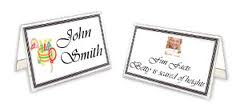 John
Smith
Fun Facts
Betty is scared of heights